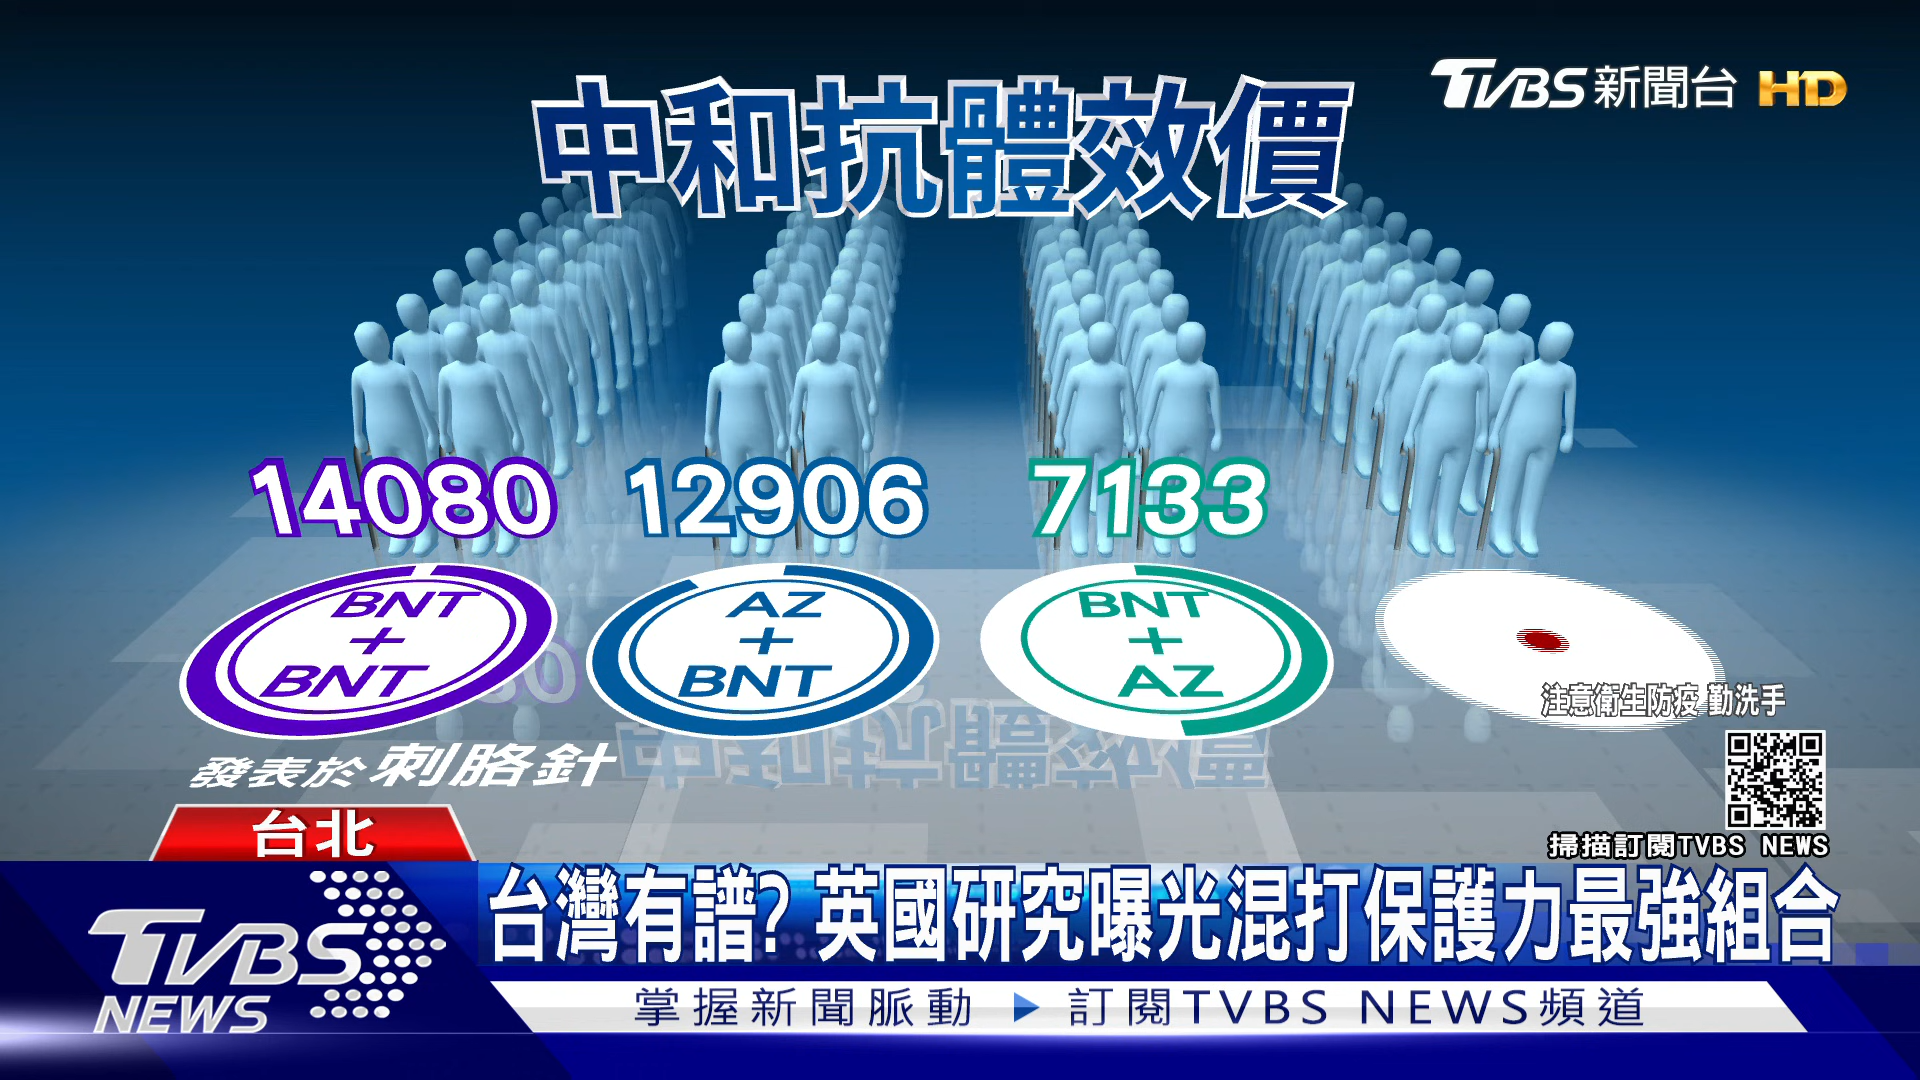 中和抗體效價
TVBS新聞台 HD
14080
12906
7133
BNT
+
BNT
AZ
+
BNT
BNT
+
AZ
注意衛生防疫 勤洗手
發表於刺胳針
掃描訂閱TVBS NEWS
台北
台灣有譜? 英國研究曝光混打保護力最強組合
TVBS
NEWS
掌握新聞脈動 ▶ 訂閱TVBS NEWS頻道